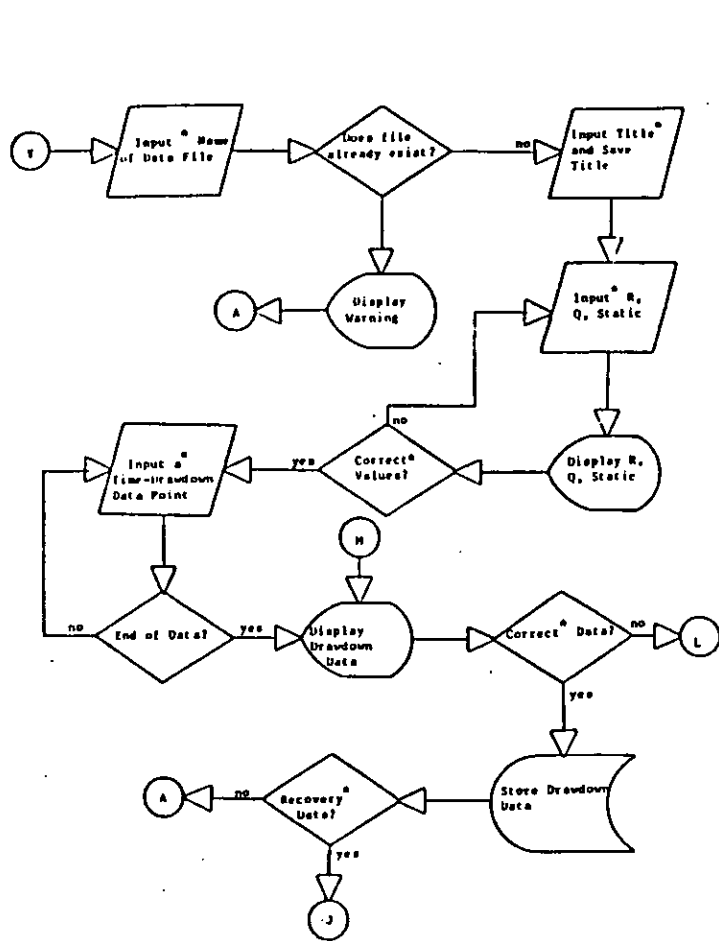 Input * Name
of Data File
Does file
already exist?
no
Input Title*
and Save
Title
Display
Warning
A
Input* R,
Q, Static
no
Input a*
Time-Drawdown
Data Point
yes
Correct*
Values?
Display R,
Q, Static
M
no
End of Data?
yes
Display
Drawdown
Data
Correct* Data?
no
L
yes
A
no
Recovery*
Data?
Store Drawdown
Data
yes
J